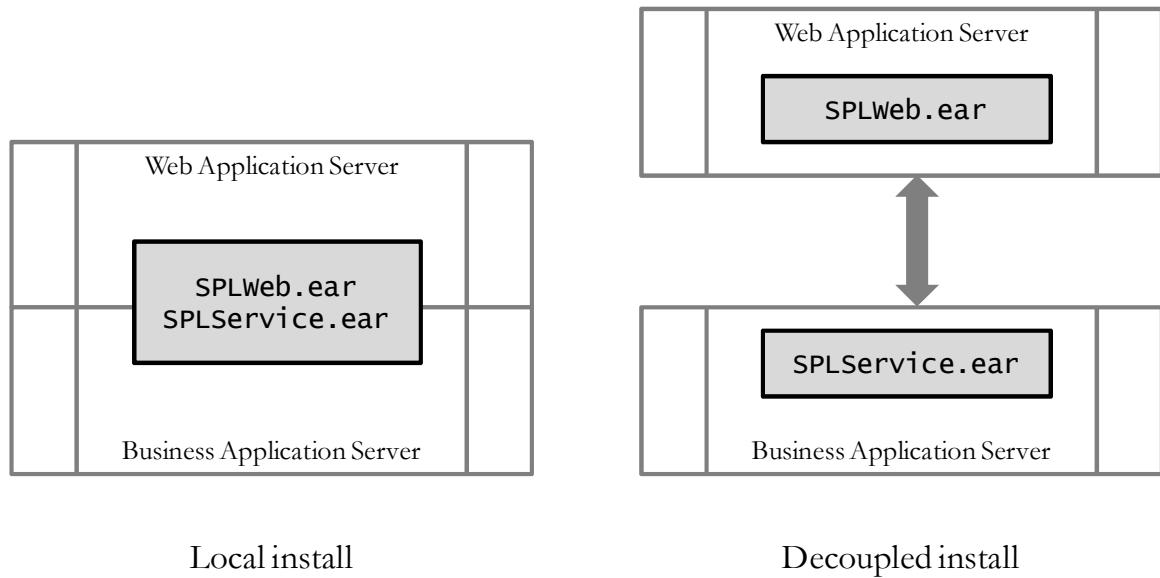 Web Application Server
SPLWeb.ear
SPLService.ear
Business Application Server
Local install
Web Application Server
SPLWeb.ear
SPLService.ear
Business Application Server
Decoupled install